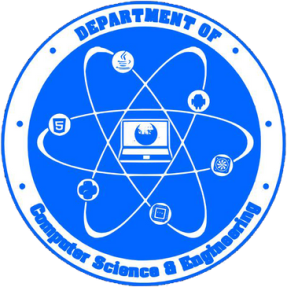 DEPARTMENT OF
Computer Science & Engineering